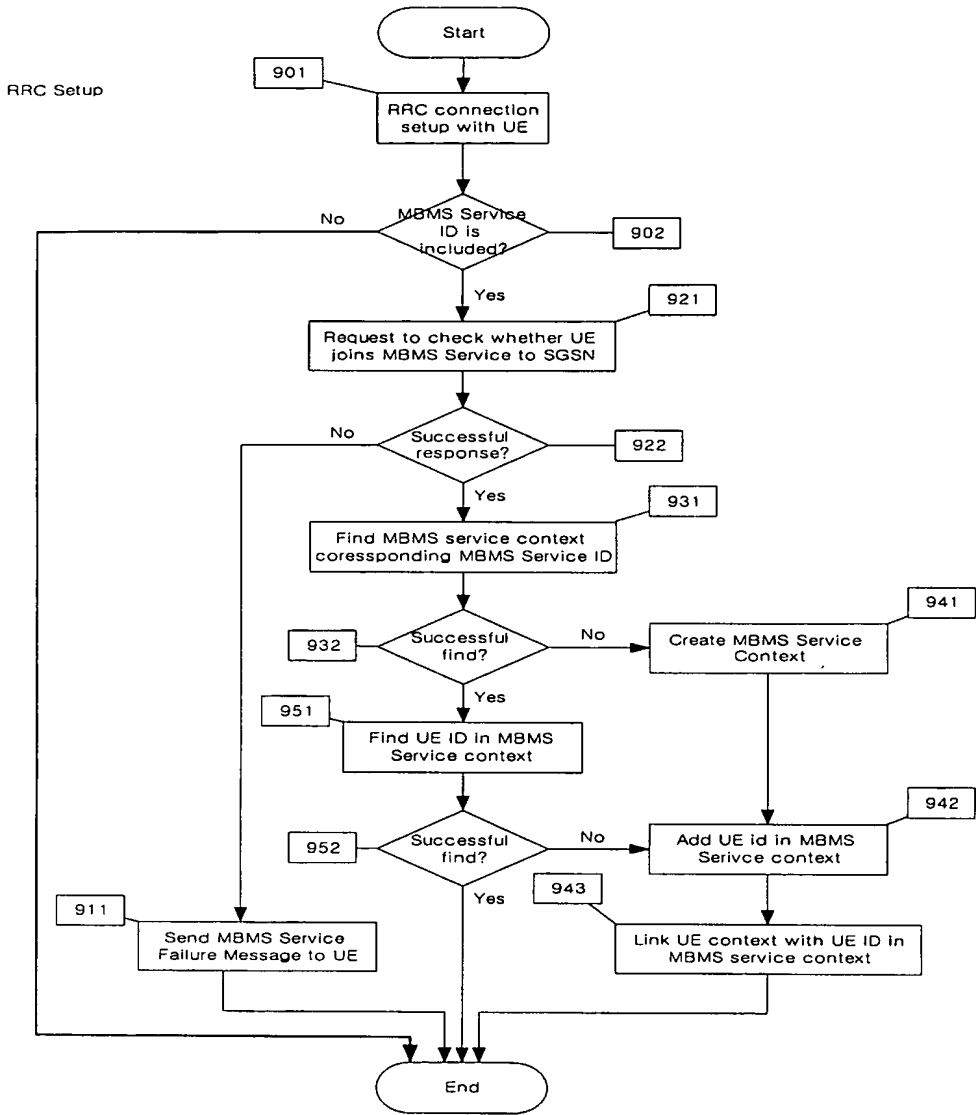 Start
901
RRC Setup
RRC connection
setup with UE
No
MBMS Service
ID is
included?
902
Yes
921
Request to check whether UE
joins MBMS Service to SGSN
No
Successful
response?
922
Yes
931
Find MBMS service context
coressponding MBMS Service ID
941
932
Successful
find?
No
Create MBMS Service
Context
Yes
951
Find UE ID in MBMS
Service context
942
952
Successful
find?
No
Add UE id in MBMS
Serivce context
Yes
943
911
Send MBMS Service
Failure Message to UE
Link UE context with UE ID in
MBMS service context
End